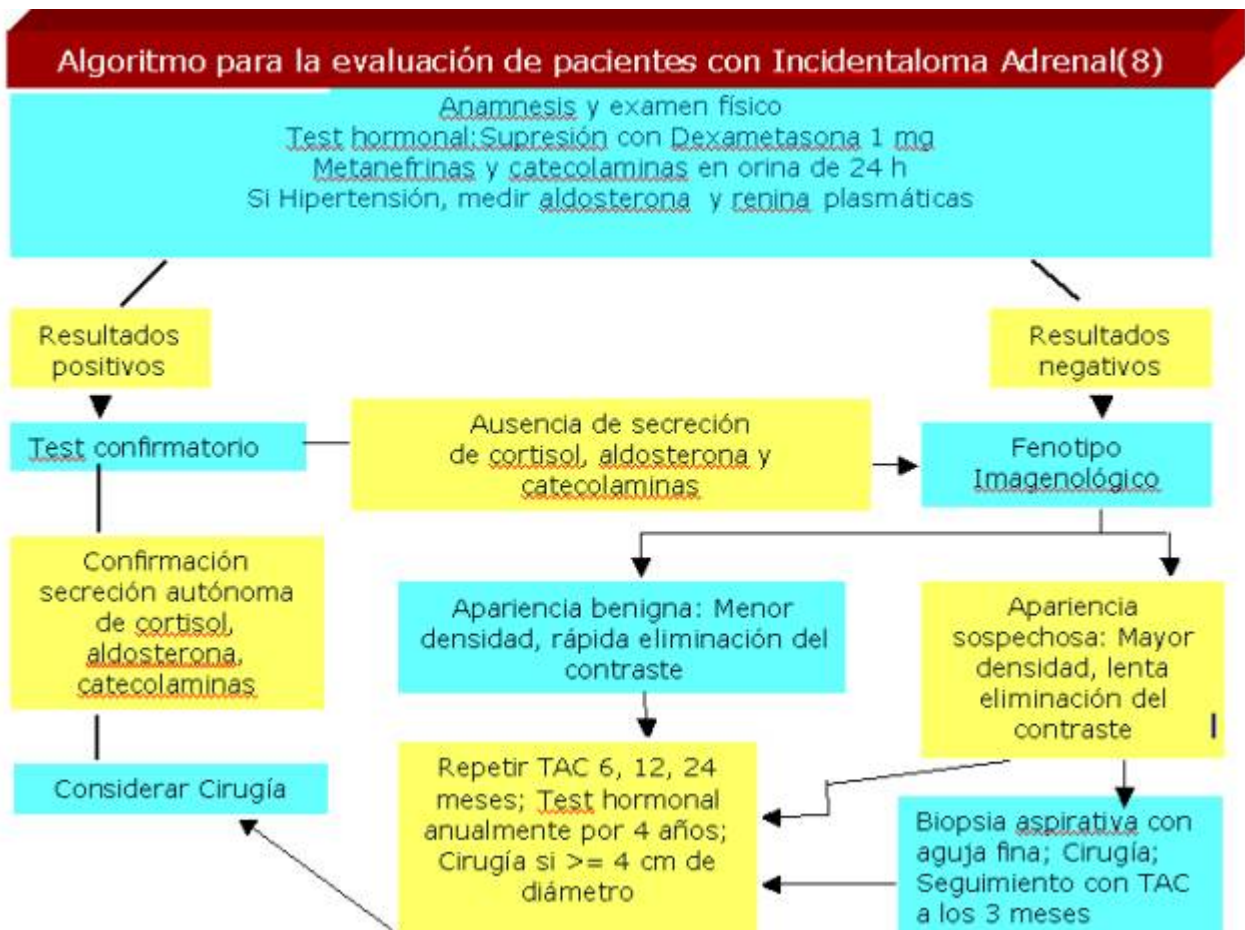 Algoritmo para la evaluación de pacientes con Incidentaloma Adrenal(8)
Anamnesis y examen físico
Test hormonal:Supresión con Dexametasona 1 mg
Metanefrinas y catecolaminas en orina de 24 h
Si Hipertensión, medir aldosterona y renina plasmáticas
Resultados
positivos
Resultados
negativos
Test confirmatorio
Ausencia de secreción
de cortisol, aldosterona y
catecolaminas
Fenotipo
Imagenológico
Confirmación
secreción autónoma
de cortisol,
aldosterona,
catecolaminas
Apariencia benigna: Menor
densidad, rápida eliminación del
contraste
Apariencia
sospechosa: Mayor
densidad, lenta
eliminación del
contraste
Considerar Cirugía
Repetir TAC 6, 12, 24
meses; Test hormonal
anualmente por 4 años;
Cirugía si >= 4 cm de
diámetro
Biopsia aspirativa con
aguja fina; Cirugía;
Seguimiento con TAC
a los 3 meses